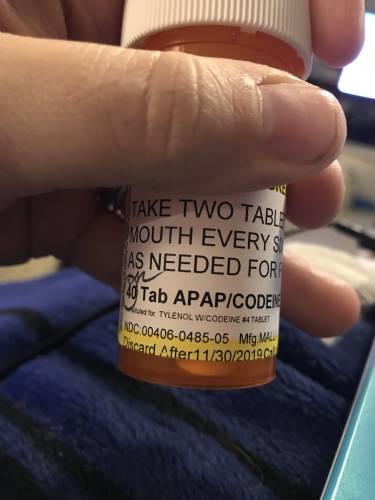 TAKE TWO TABLE
MOUTH EVERY SI
AS NEEDED FOR
40 Tab APAP/CODEINE
TYLENOL W/CODEINE #4 TABLET
NDC:00406-0485-05 Mfg:MALL
Discard After11/30/2019